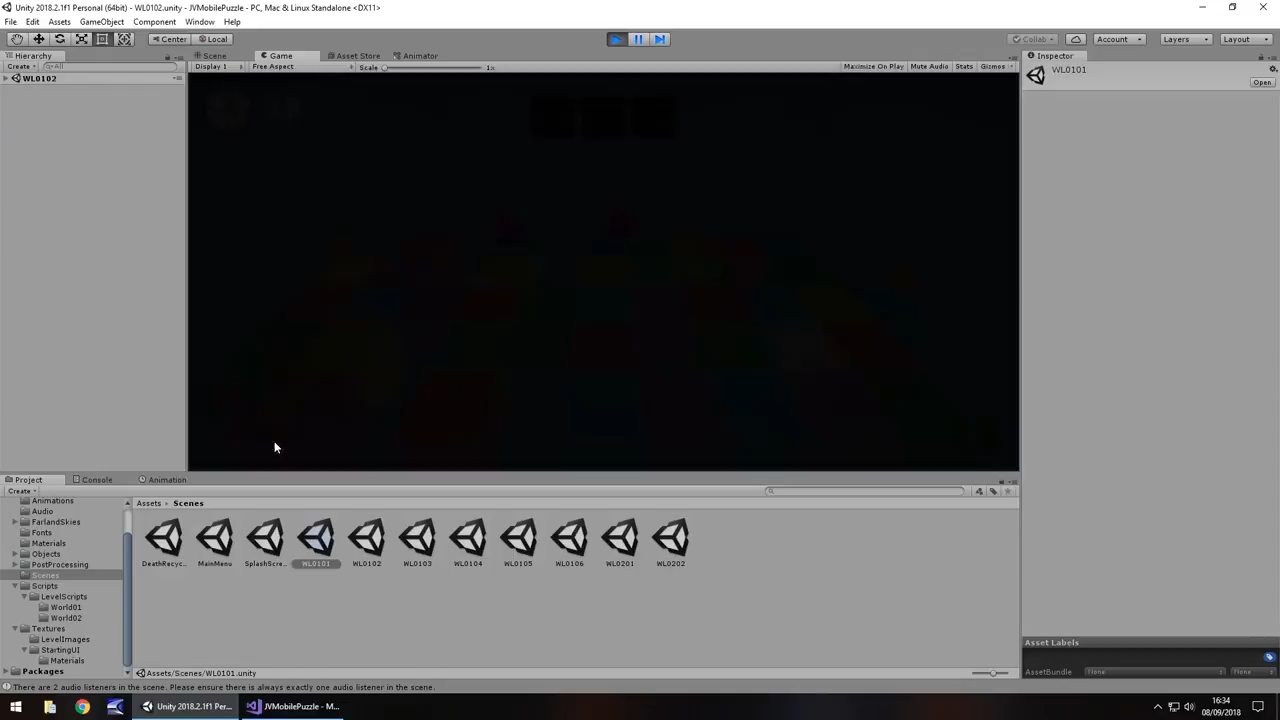 Unity 2018.2.1f1 Personal (64bit) - WL0102.unity - JVMobilePuzzle - PC, Mac & Linux Standalone <DX11>
File Edit Assets GameObject Component Window Help
Center Local Collab Account Layers Layout
Hierarchy Scene Game Asset Store Animator Inspector
Create All Display 1 Free Aspect Scale 1x Maximize On Play Mute Audio Stats Gizmos WL0101
WL0102 Open
Project Console Animation
Create
Animations
Audio
FarlandSkies
Fonts
Materials
Objects
PostProcessing
Scenes
Scripts
LevelScripts
World01
World02
Textures
LevelImages
StartingUI
Materials
Packages
Assets Scenes
DeathRecyc... MainMenu SplashScre... WL0101 WL0102 WL0103 WL0104 WL0105 WL0106 WL0201 WL0202
Assets/Scenes/WL0101.unity
Asset Labels
AssetBundle None None
There are 2 audio listeners in the scene. Please ensure there is always exactly one audio listener in the scene.
Unity 2018.2.1f1 Per... JVMobilePuzzle - M...
16:34
08/09/2018